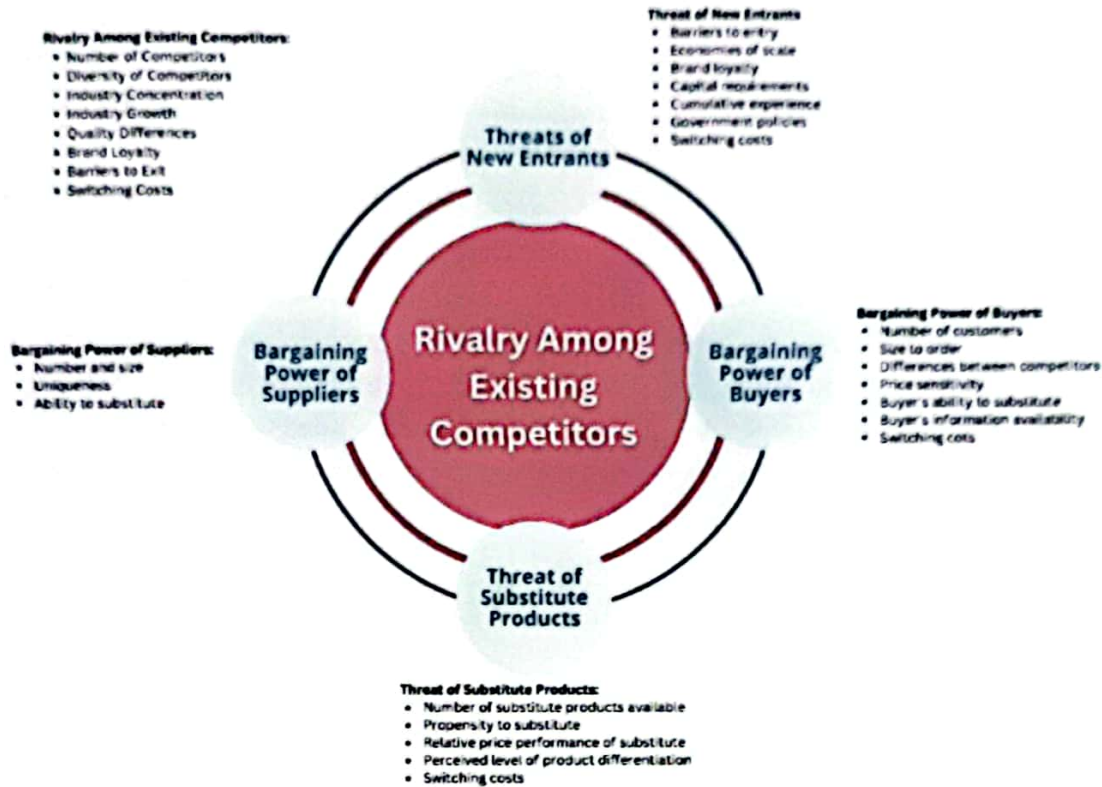 Rivalry Among Existing Competitors:
• Number of Competitors
• Diversity of Competitors
• Industry Concentration
• Industry Growth
• Quality Differences
• Brand Loyalty
• Barriers to Exit
• Switching Costs
Threat of New Entrants
• Barriers to entry
• Economies of scale
• Brand loyalty
• Capital requirements
• Cumulative experience
• Government policies
• Switching costs
Threats of
New Entrants
Bargaining Power of Suppliers:
• Number and size
• Uniqueness
• Ability to substitute
Bargaining
Power of
Suppliers
Rivalry Among
Existing
Competitors
Bargaining
Power of
Buyers
Bargaining Power of Buyers:
• Number of customers
• Size to order
• Differences between competitors
• Price sensitivity
• Buyer's ability to substitute
• Buyer's information availability
• Switching cots
Threat of
Substitute
Products
Threat of Substitute Products:
• Number of substitute products available
• Propensity to substitute
• Relative price performance of substitute
• Perceived level of product differentiation
• Switching costs